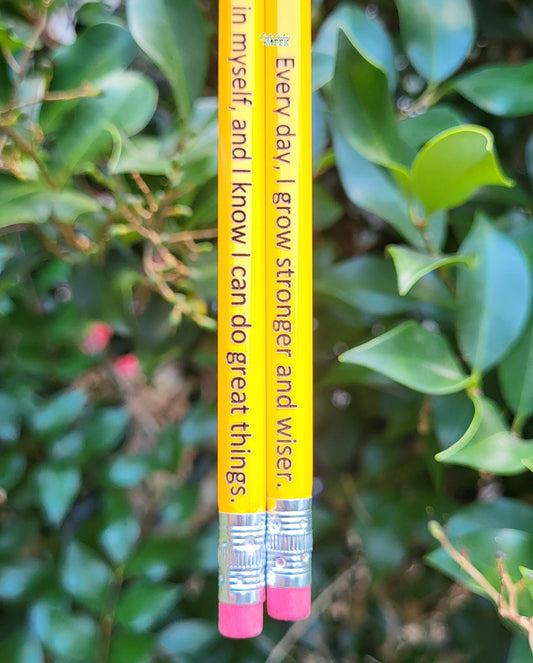 in myself, and I know I can do great things.
Every day, I grow stronger and wiser.